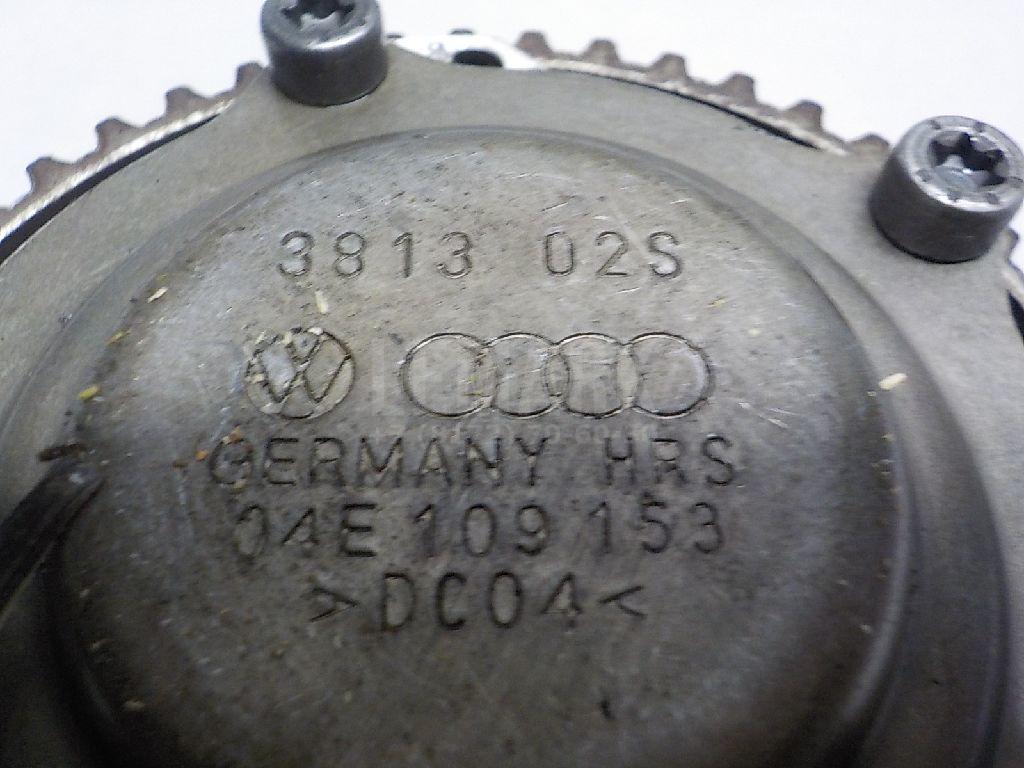 3813 02S
GERMANY HRS
04E 109 153
>DC04<